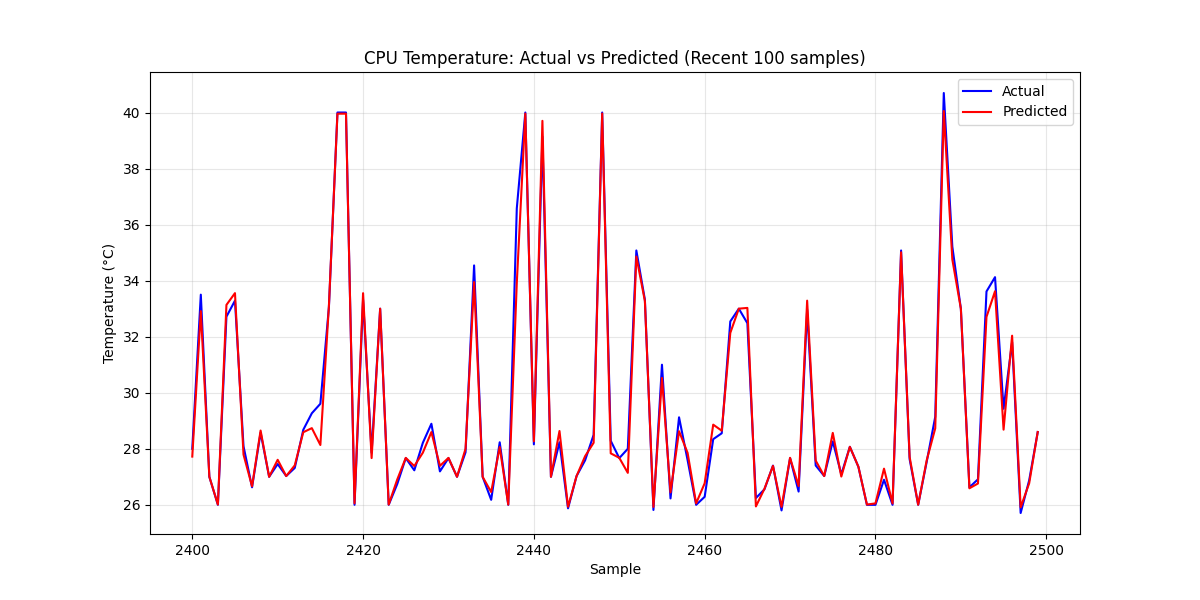 CPU Temperature: Actual vs Predicted (Recent 100 samples)
Actual
Predicted
Temperature (°C)
40
38
36
34
32
30
28
26
2400
2420
2440
2460
2480
2500
Sample